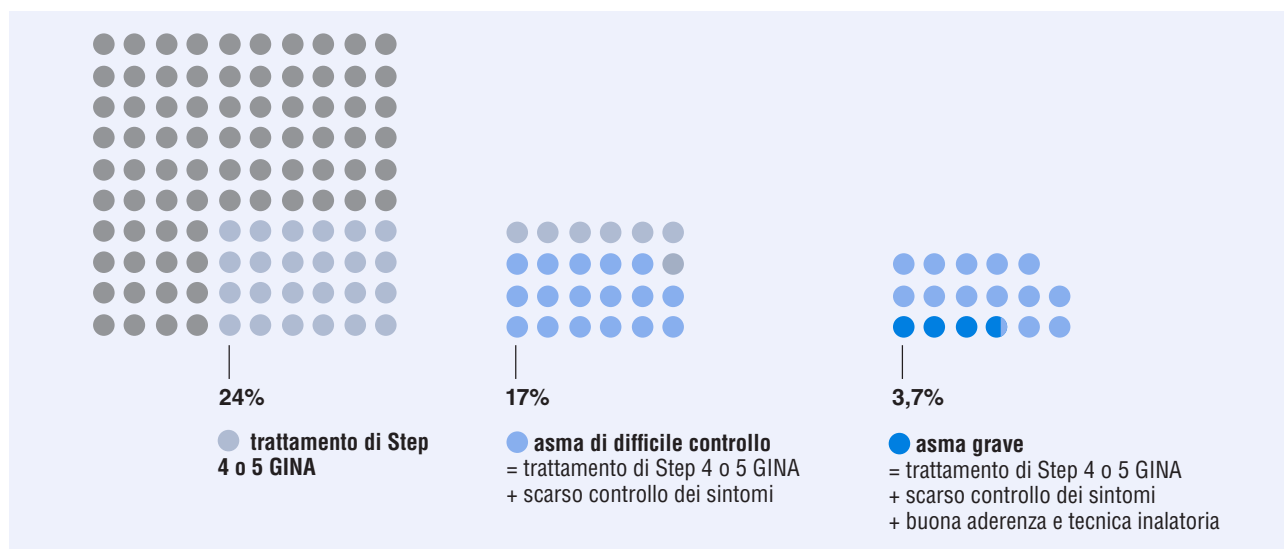 24%
trattamento di Step
4 o 5 GINA
17%
asma di difficile controllo
= trattamento di Step 4 o 5 GINA
+ scarso controllo dei sintomi
3,7%
asma grave
= trattamento di Step 4 o 5 GINA
+ scarso controllo dei sintomi
+ buona aderenza e tecnica inalatoria